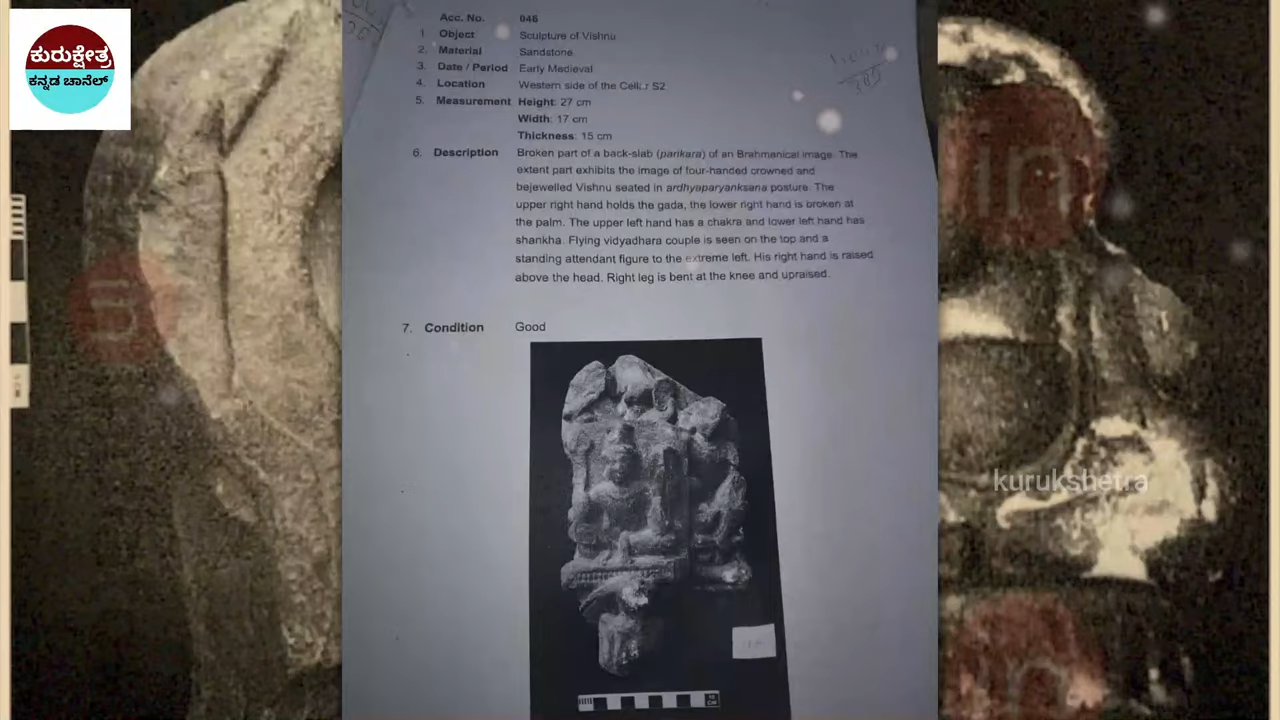 ಕುರುಕ್ಷೇತ್ರ
ಕನ್ನಡ ಚಾನೆಲ್
Acc. No. 046
1 Object Sculpture of Vishnu
2. Material Sandstone
3. Date / Period Early Medieval
4. Location Western side of the Cellar S2
5. Measurement Height: 27 cm
Width: 17 cm
Thickness: 15 cm
6. Description Broken part of a back-slab (parikara) of an Brahmanical image. The
extant part exhibits the image of four-handed crowned and
bejewelled Vishnu seated in ardhyaparyanksana posture. The
upper right hand holds the gada, the lower right hand is broken at
the palm. The upper left hand has a chakra and lower left hand has
shankha. Flying vidyadhara couple is seen on the top and a
standing attendant figure to the extreme left. His right hand is raised
above the head. Right leg is bent at the knee and upraised.
7. Condition Good
10
CM
kurukshetra